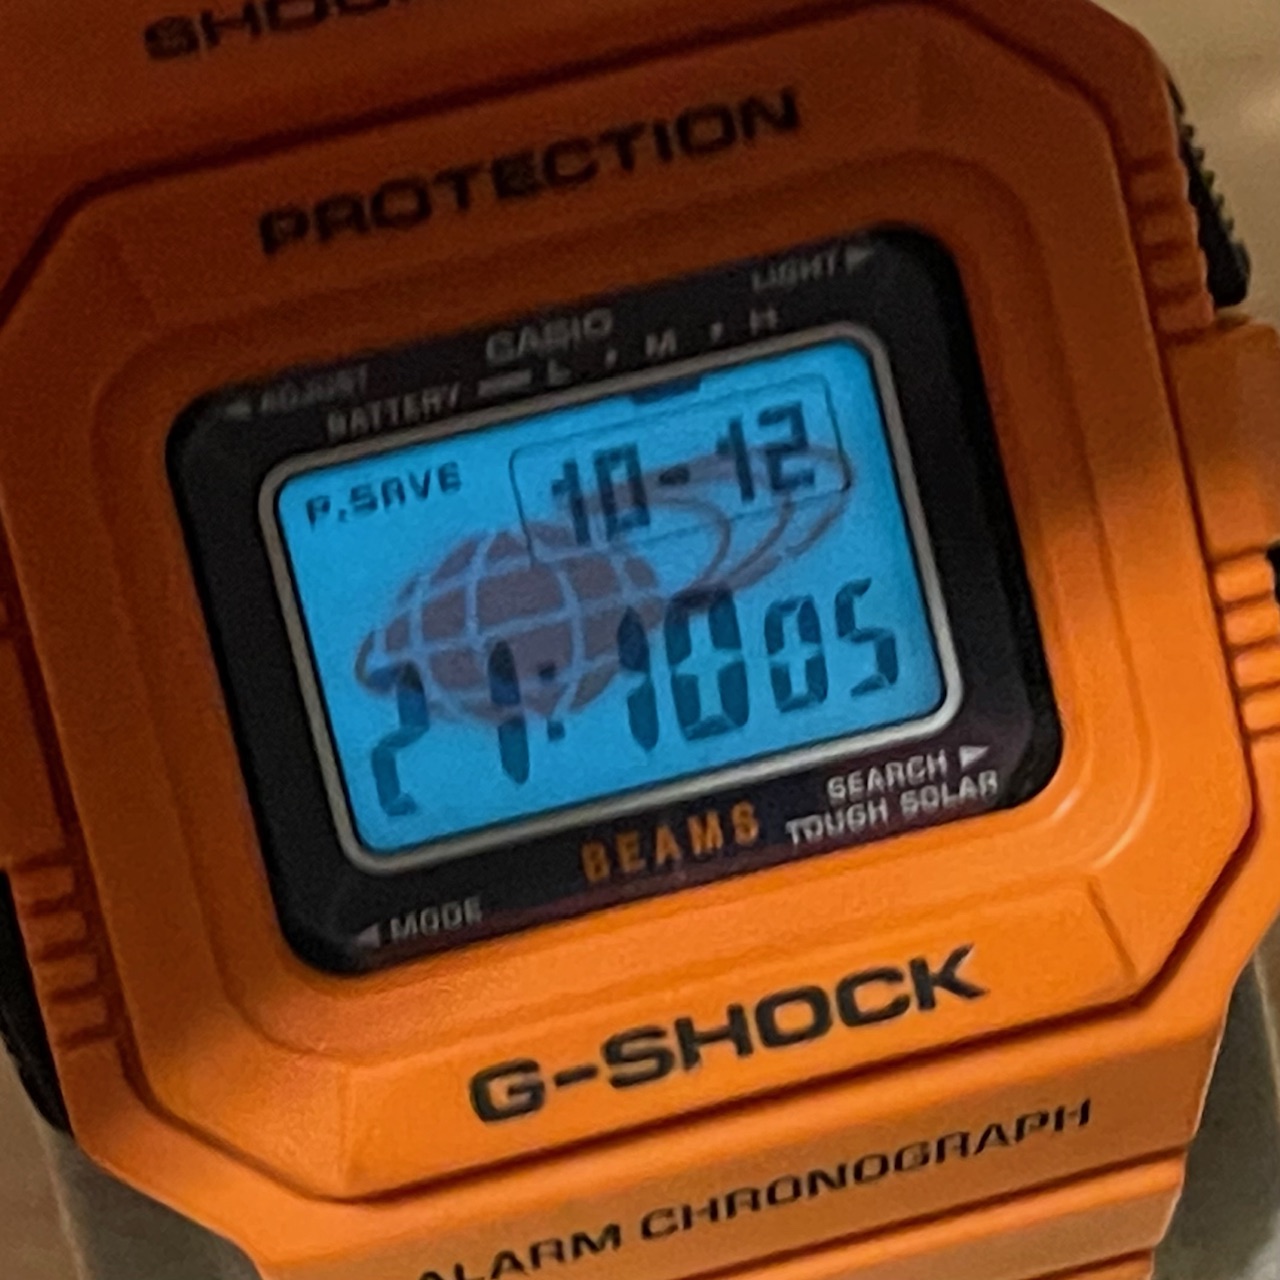 SHOCK
PROTECTION
LIGHT
CASIO
ADJUST
BATTERY L M H
P.SAVE
10-12
21:10 05
SEARCH
TOUGH SOLAR
BEAMS
MODE
G-SHOCK
ALARM CHRONOGRAPH